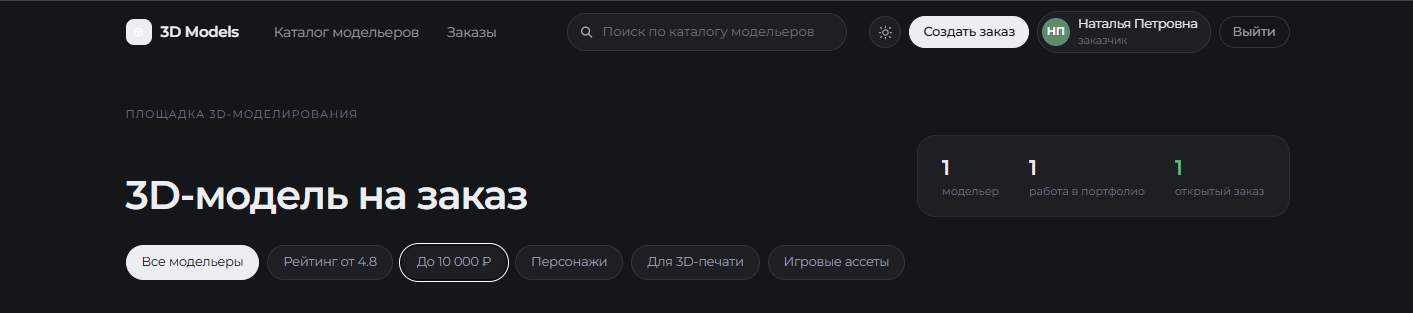 3D Models
Каталог модельеров
Заказы
Поиск по каталогу модельеров
Создать заказ
НП
Наталья Петровна
заказчик
Выйти
ПЛОЩАДКА 3D-МОДЕЛИРОВАНИЯ
3D-модель на заказ
1
модельер
1
работа в портфолио
1
открытый заказ
Все модельеры
Рейтинг от 4.8
До 10 000 ₽
Персонажи
Для 3D-печати
Игровые ассеты